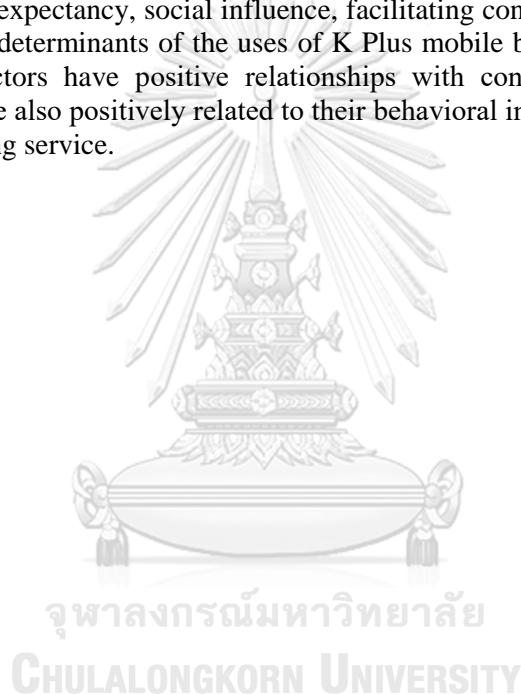 expectancy, social influence, facilitating con
determinants of the uses of K Plus mobile b
ctors have positive relationships with con
e also positively related to their behavioral in
ng service.
จุฬาลงกรณ์มหาวิทยาลัย
CHULALONGKORN UNIVERSITY